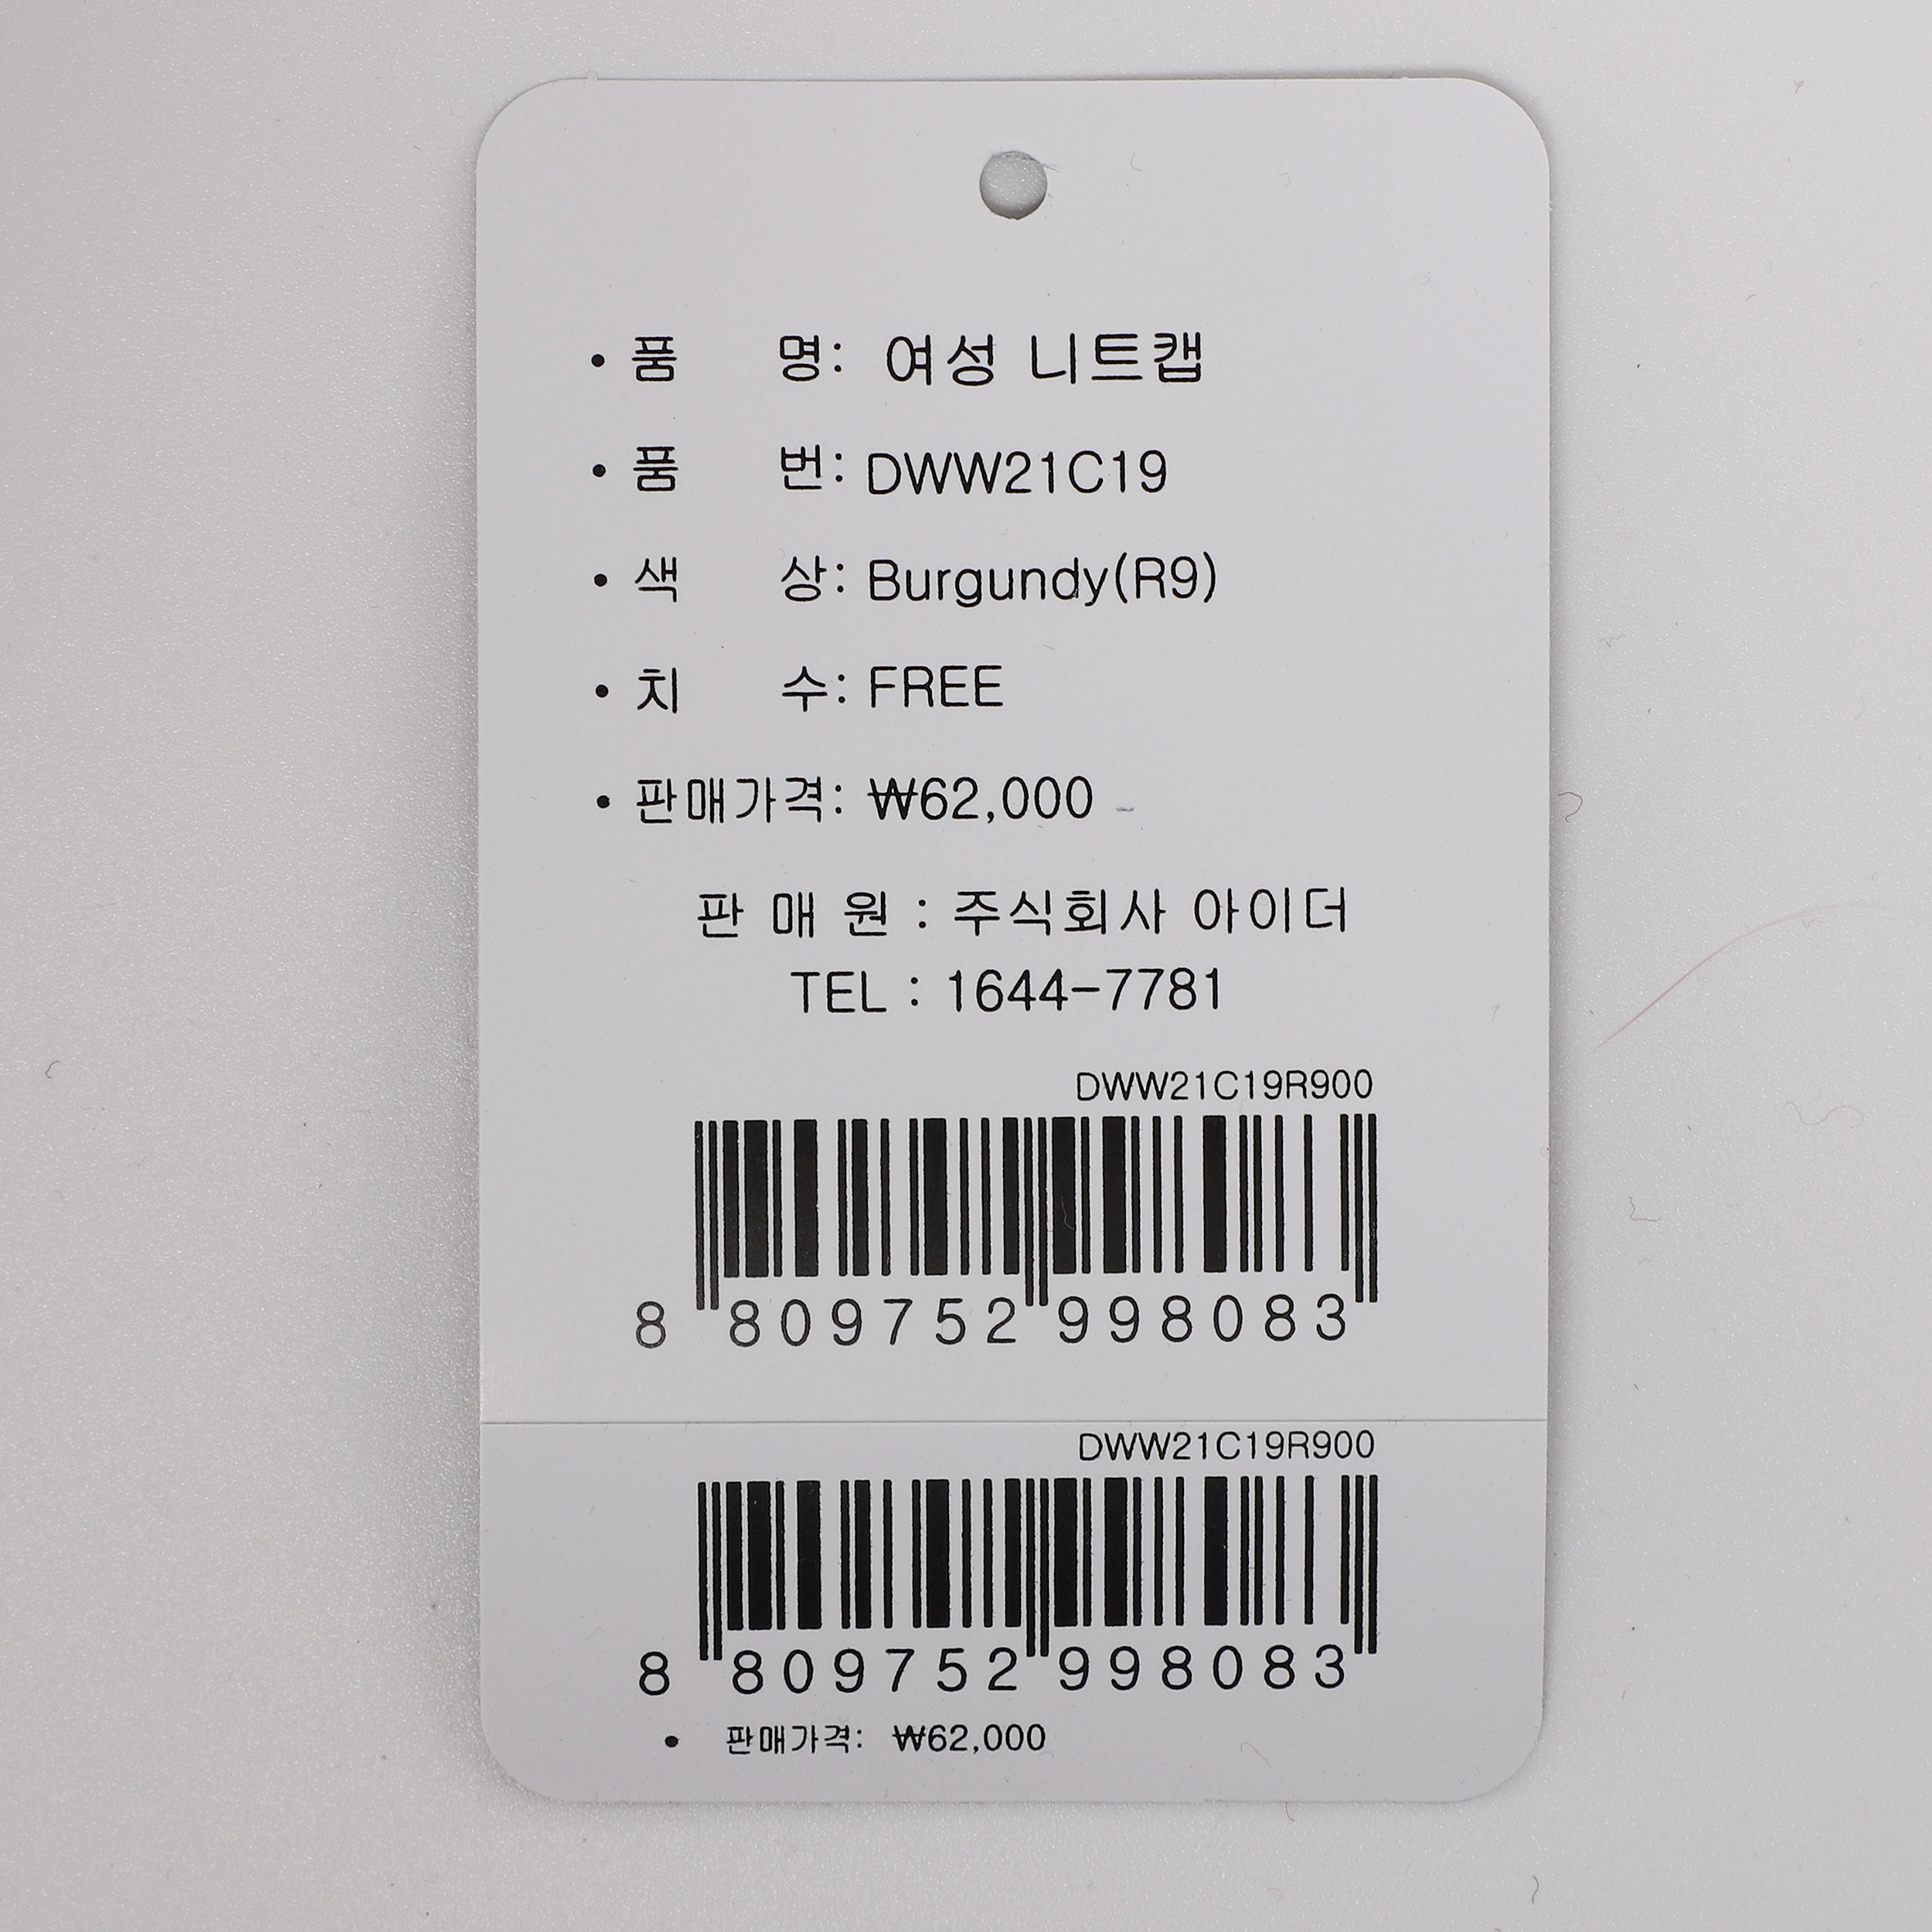 • 품 명: 여성 니트캡
• 품 번: DWW21C19
• 색 상: Burgundy(R9)
• 치 수: FREE
• 판매가격: ₩62,000
판 매 원 : 주식회사 아이더
TEL : 1644-7781
DWW21C19R900
8 809752 998083
DWW21C19R900
8 809752 998083
• 판매가격: ₩62,000